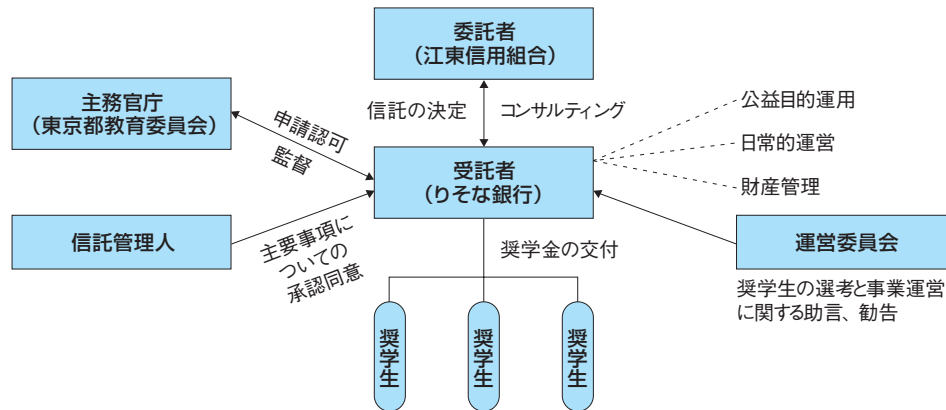 委託者
（江東信用組合）
主務官庁
（東京都教育委員会）
信託の決定
コンサルティング
公益目的運用
日常的運営
財産管理
申請認可
監督
受託者
（りそな銀行）
信託管理人
主要事項に
ついての
承認同意
奨学金の交付
運営委員会
奨学生の選考と事業運営
に関する助言、勧告
奨学生
奨学生
奨学生